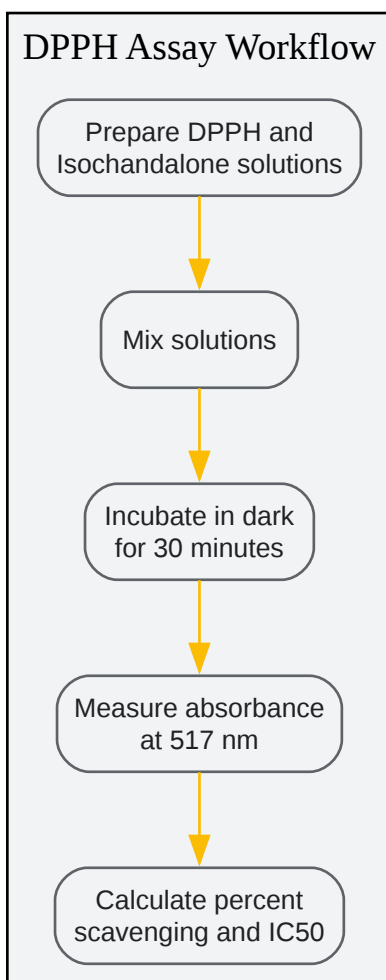 DPPH Assay Workflow
Prepare DPPH and
Isochandalone solutions
Mix solutions
Incubate in dark
for 30 minutes
Measure absorbance
at 517 nm
Calculate percent
scavenging and IC50